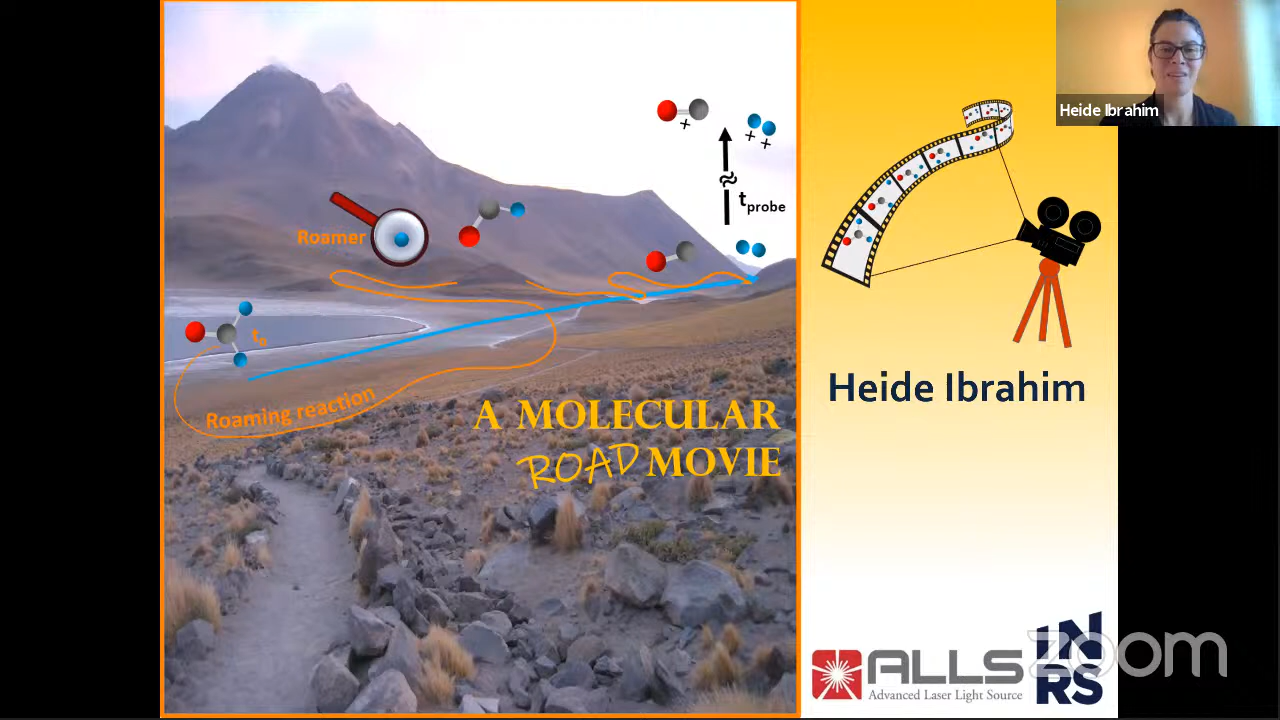 Heide Ibrahim
+
+ +
tprobe
Roamer
t0
Roaming reaction
A MOLECULAR
ROAD MOVIE
Heide Ibrahim
ALLS
Advanced Laser Light Source
INRS
zoom